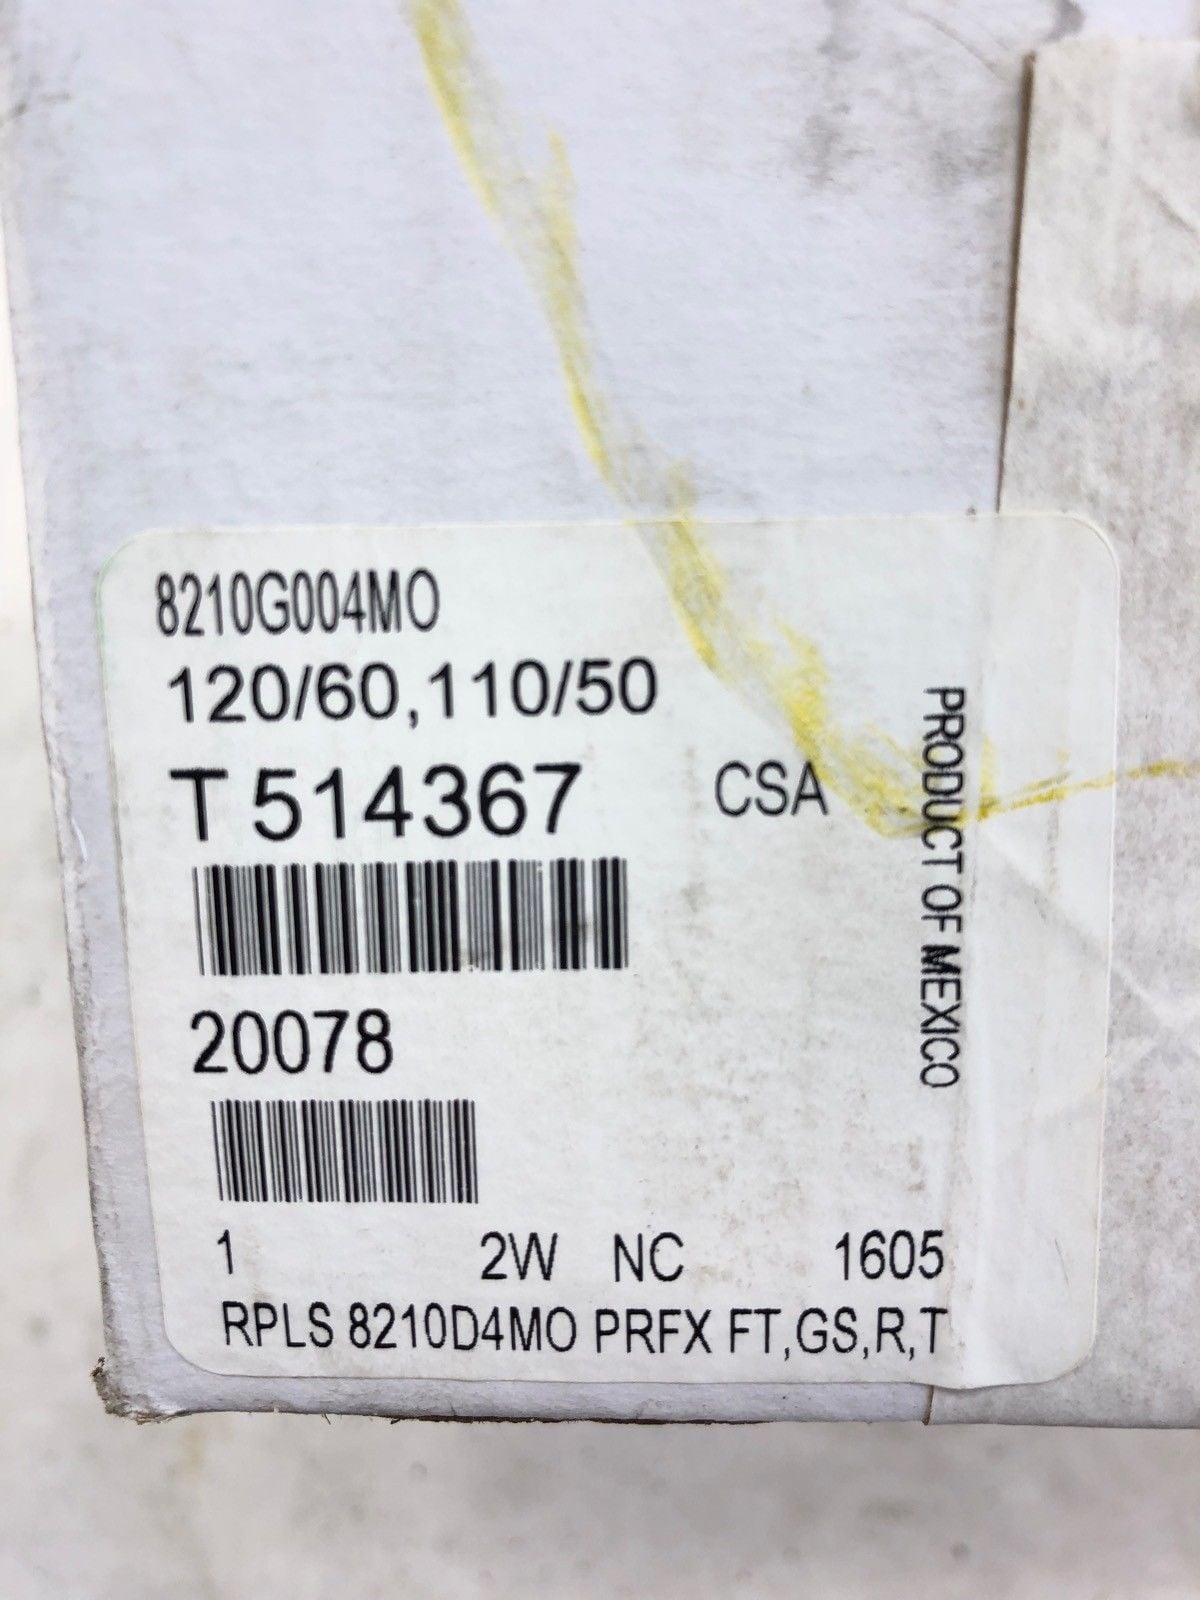 8210G004MO
120/60,110/50
T 514367 CSA
20078
1 2W NC 1605
RPLS 8210D4MO PRFX FT,GS,R,T
PRODUCT OF MEXICO